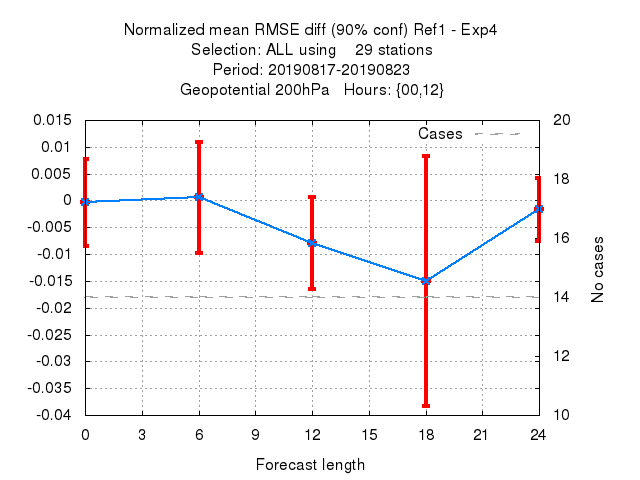 Normalized mean RMSE diff (90% conf) Ref1 - Exp4
Selection: ALL using    29 stations
Period: 20190817-20190823
Geopotential 200hPa   Hours: {00,12}
Cases
0.015
0.01
0.005
0
-0.005
-0.01
-0.015
-0.02
-0.025
-0.03
-0.035
-0.04
20
18
16
14
12
10
No cases
0 3 6 9 12 15 18 21 24
Forecast length